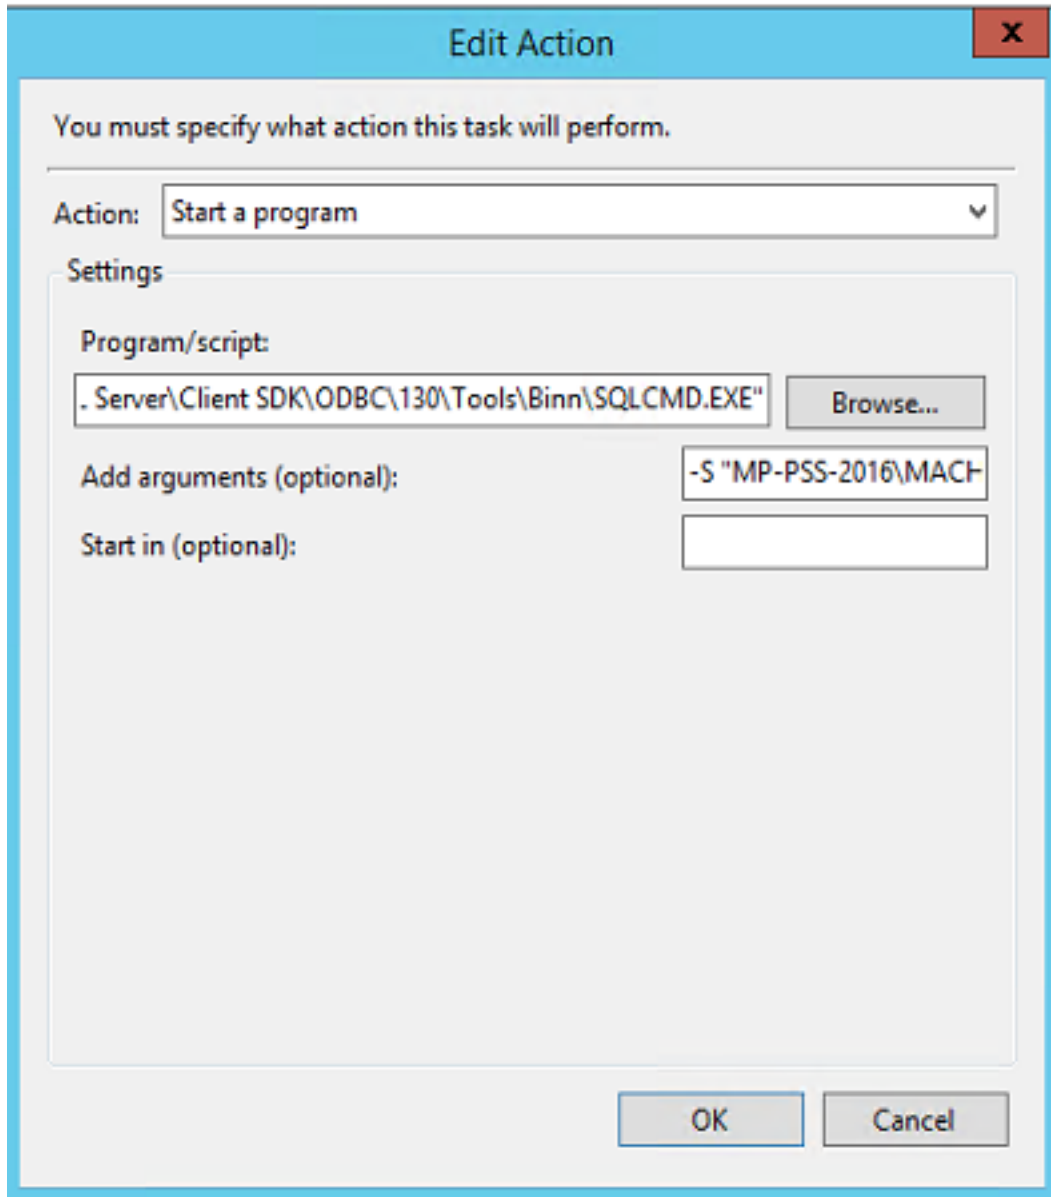 Edit Action
x
You must specify what action this task will perform.
Action: Start a program
Settings
Program/script:
. Server\Client SDK\ODBC\130\Tools\Binn\SQLCMD.EXE" Browse...
Add arguments (optional): -S "MP-PSS-2016\MACH
Start in (optional):
OK Cancel